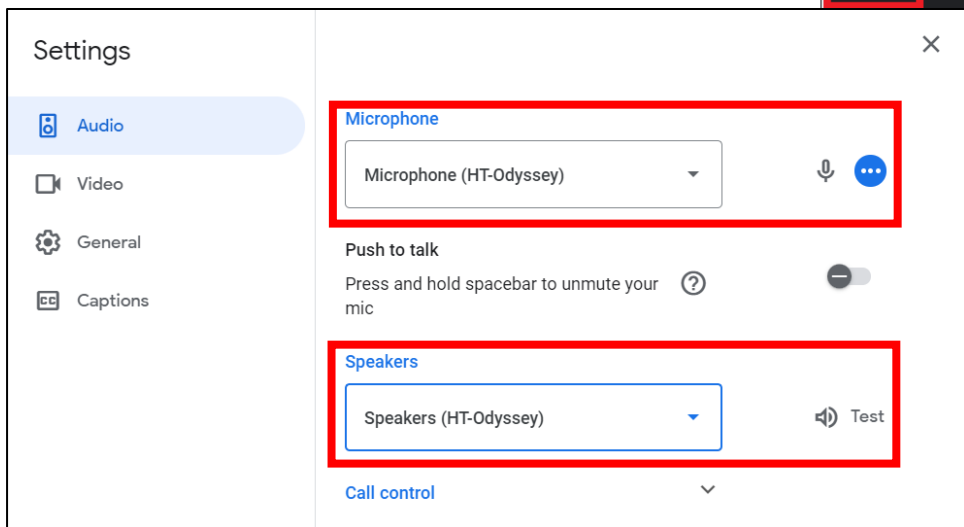 Settings
Audio
Video
General
CC Captions
Microphone
Microphone (HT-Odyssey)
Push to talk
Press and hold spacebar to unmute your
mic
Speakers
Speakers (HT-Odyssey)
Test
Call control